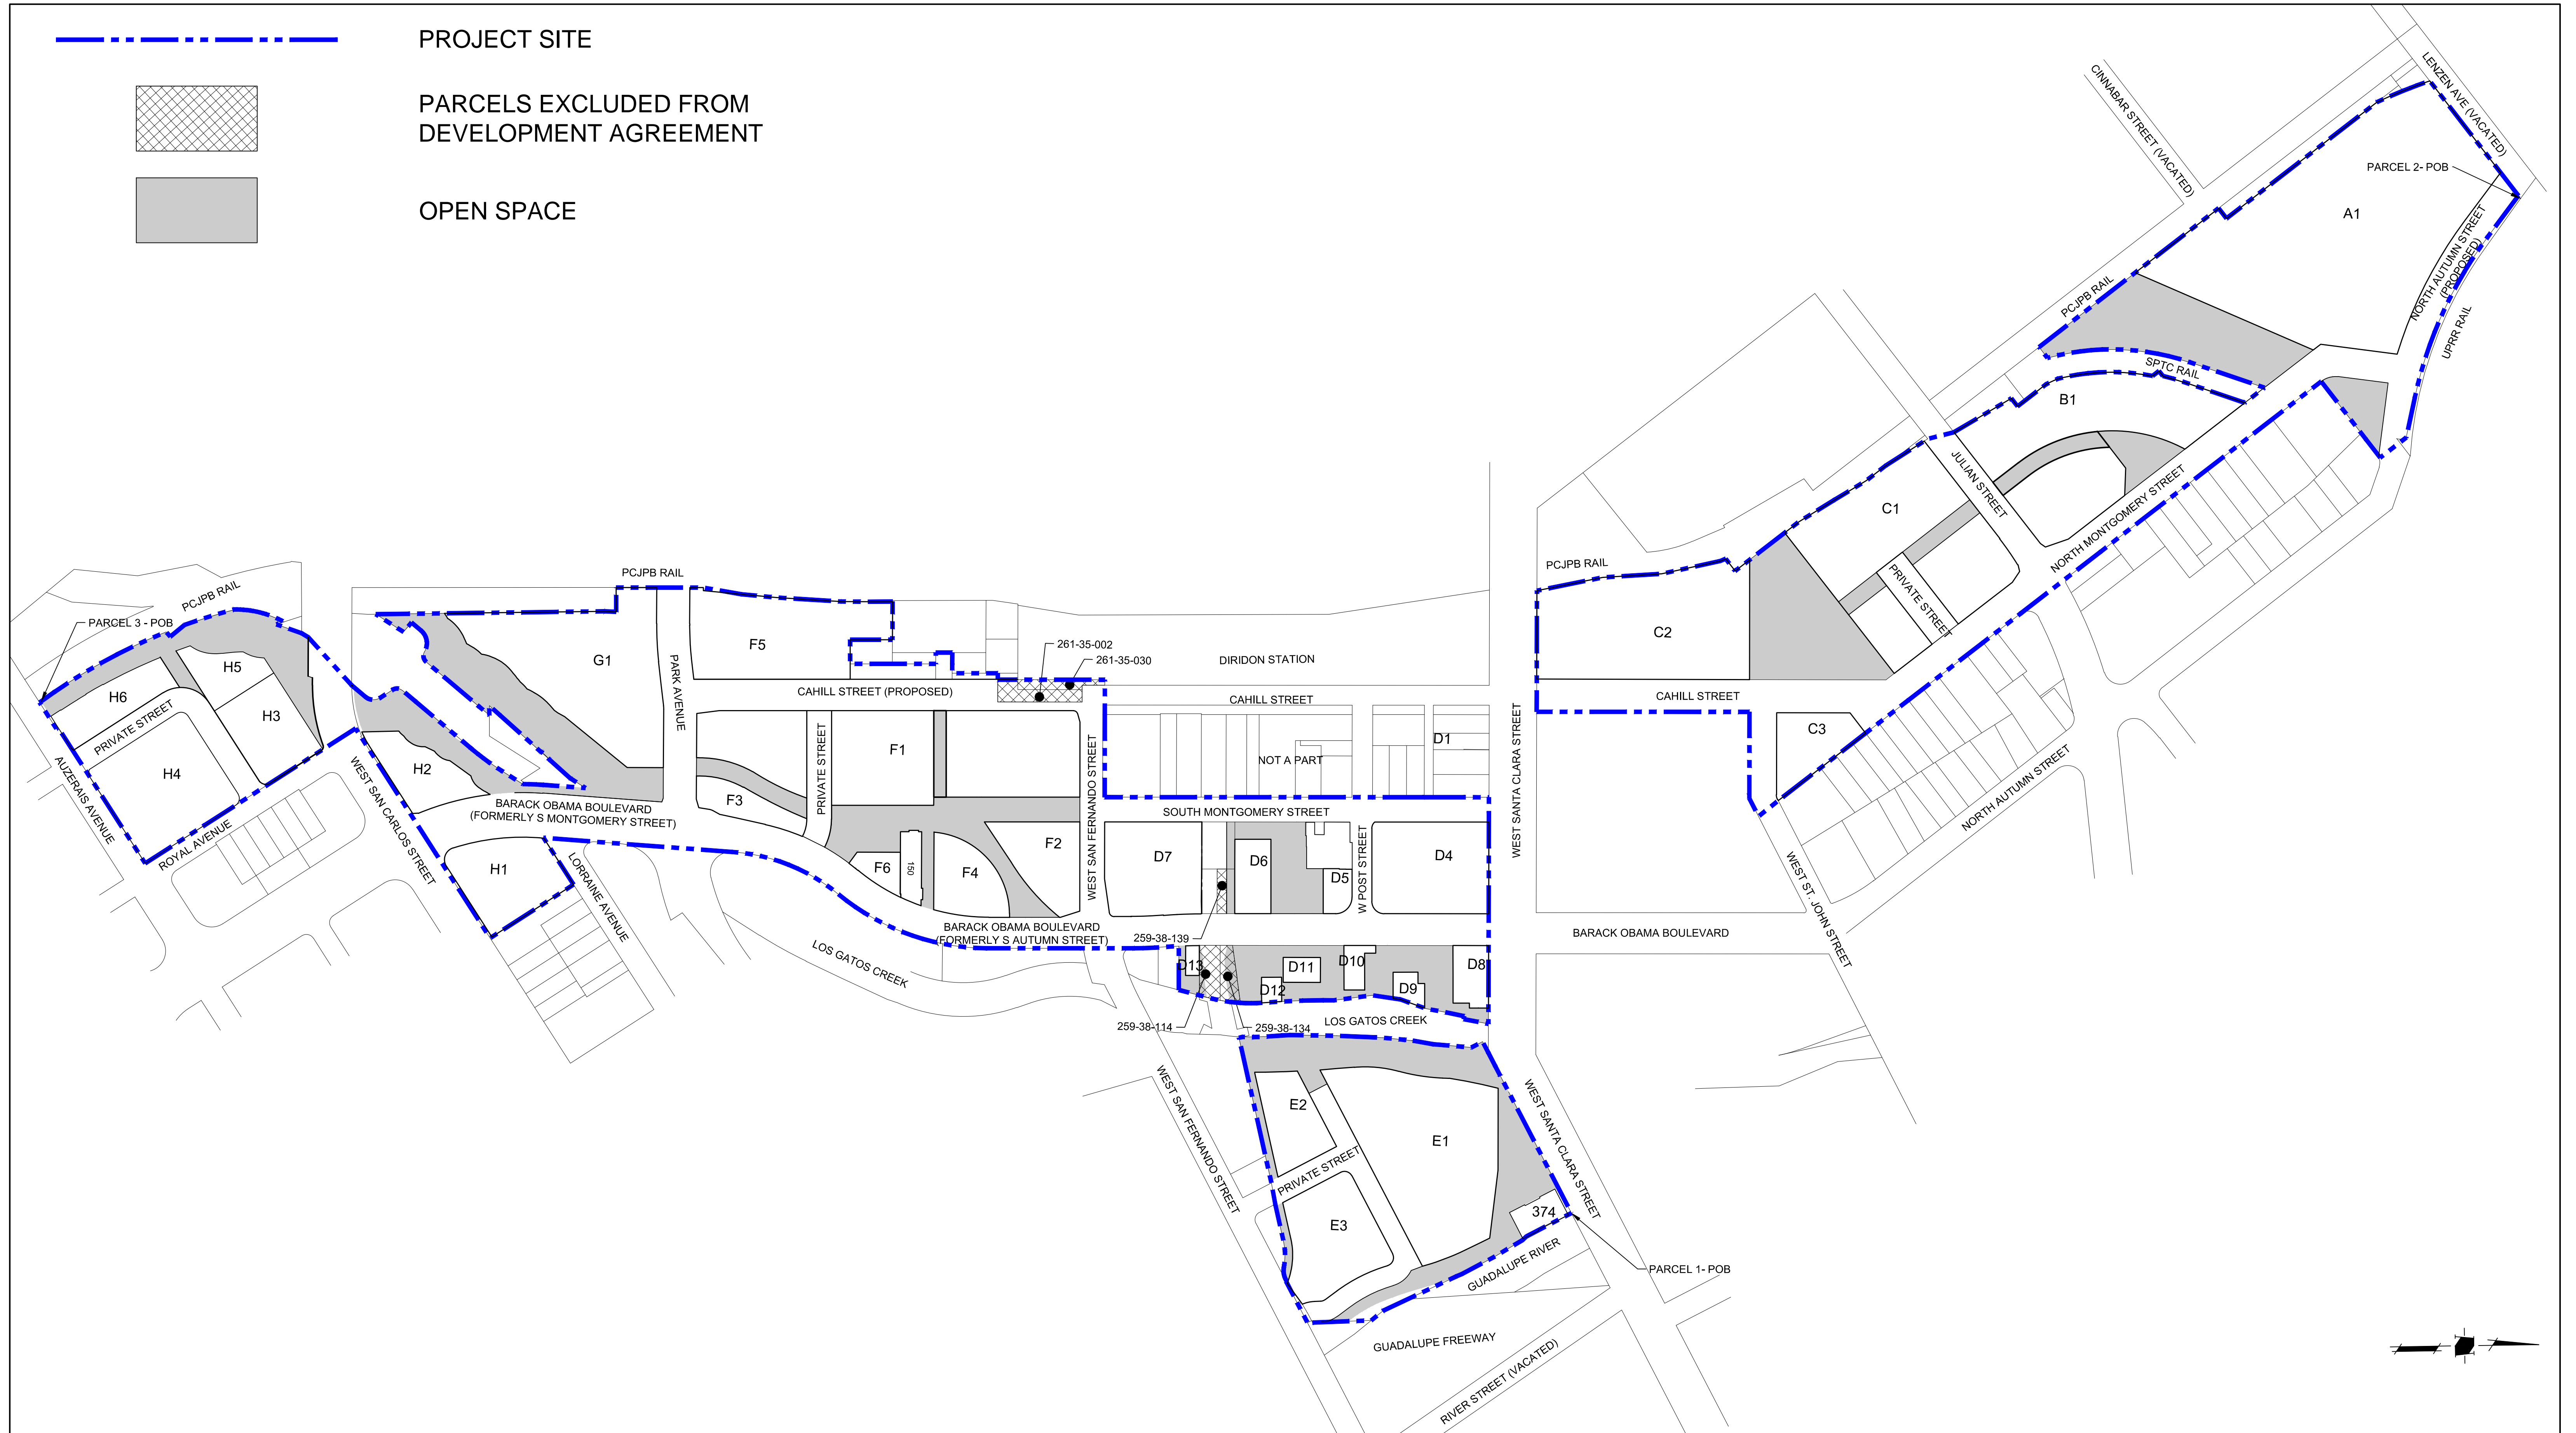 PROJECT SITE
PARCELS EXCLUDED FROM
DEVELOPMENT AGREEMENT
OPEN SPACE
LENZEN AVE (VACATED)
CINNABAR STREET (VACATED)
PARCEL 2- POB
A1
NORTH AUTUMN STREET
(PROPOSED)
UPRR RAIL
PCJPB RAIL
SPTC RAIL
B1
JULIAN STREET
C1
NORTH MONTGOMERY STREET
PRIVATE STREET
PCJPB RAIL
C2
CAHILL STREET
C3
NORTH AUTUMN STREET
WEST ST. JOHN STREET
BARACK OBAMA BOULEVARD
WEST SANTA CLARA STREET
PCJPB RAIL
PARCEL 3 - POB
H5
H6
H3
PRIVATE STREET
H4
AUZERAIS AVENUE
ROYAL AVENUE
WEST SAN CARLOS STREET
H2
H1
LORRAINE AVENUE
PCJPB RAIL
G1
PARK AVENUE
F5
CAHILL STREET (PROPOSED)
261-35-002
261-35-030
DIRIDON STATION
CAHILL STREET
D1
NOT A PART
F1
PRIVATE STREET
F3
BARACK OBAMA BOULEVARD
(FORMERLY S MONTGOMERY STREET)
WEST SAN FERNANDO STREET
SOUTH MONTGOMERY STREET
F2
F6
150
F4
D7
D6
D5
W POST STREET
D4
BARACK OBAMA BOULEVARD
(FORMERLY S AUTUMN STREET)
259-38-139
LOS GATOS CREEK
D13
D12
D11
D10
D9
D8
259-38-114
259-38-134
LOS GATOS CREEK
WEST SAN FERNANDO STREET
WEST SANTA CLARA STREET
E2
E1
PRIVATE STREET
E3
374
GUADALUPE RIVER
PARCEL 1- POB
GUADALUPE FREEWAY
RIVER STREET (VACATED)